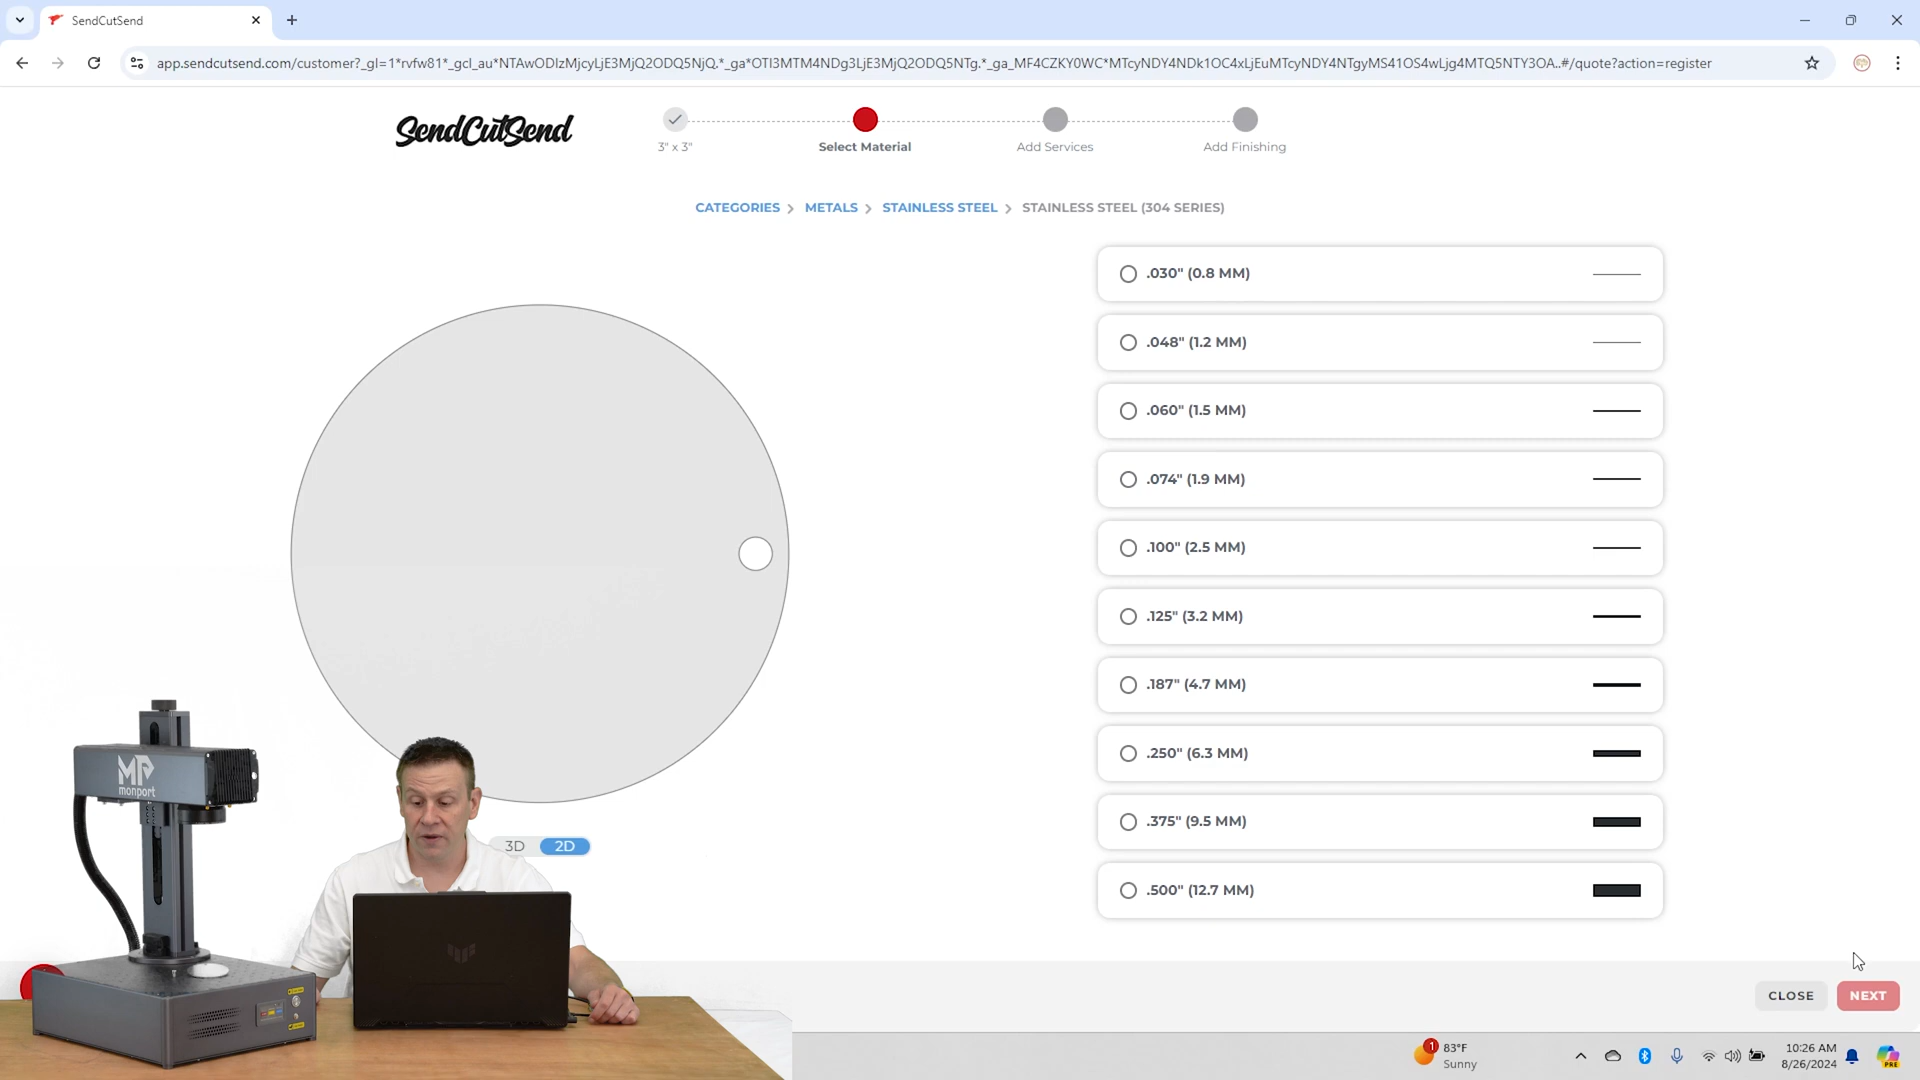 SendCutSend
app.sendcutsend.com/customer?_gl=1*rvfw81*_gcl_au*NTAwODIzMjcyLjE3MjQ2ODQ5NjQ.*_ga*OTI3MTM4NDg3LjE3MjQ2ODQ5NTg.*_ga_MF4CZKY0WC*MTcyNDY4NDk1OC4xLjEuMTcyNDY4NTgyMS41OS4wLjg4MTQ5NTY3OA..#/quote?action=register
SendCutSend
3" x 3"
Select Material
Add Services
Add Finishing
CATEGORIES > METALS > STAINLESS STEEL > STAINLESS STEEL (304 SERIES)
.030" (0.8 MM)
.048" (1.2 MM)
.060" (1.5 MM)
.074" (1.9 MM)
.100" (2.5 MM)
.125" (3.2 MM)
.187" (4.7 MM)
.250" (6.3 MM)
.375" (9.5 MM)
.500" (12.7 MM)
3D 2D
MP
monport
CLOSE
NEXT
1
83°F
Sunny
10:26 AM
8/26/2024
PRE